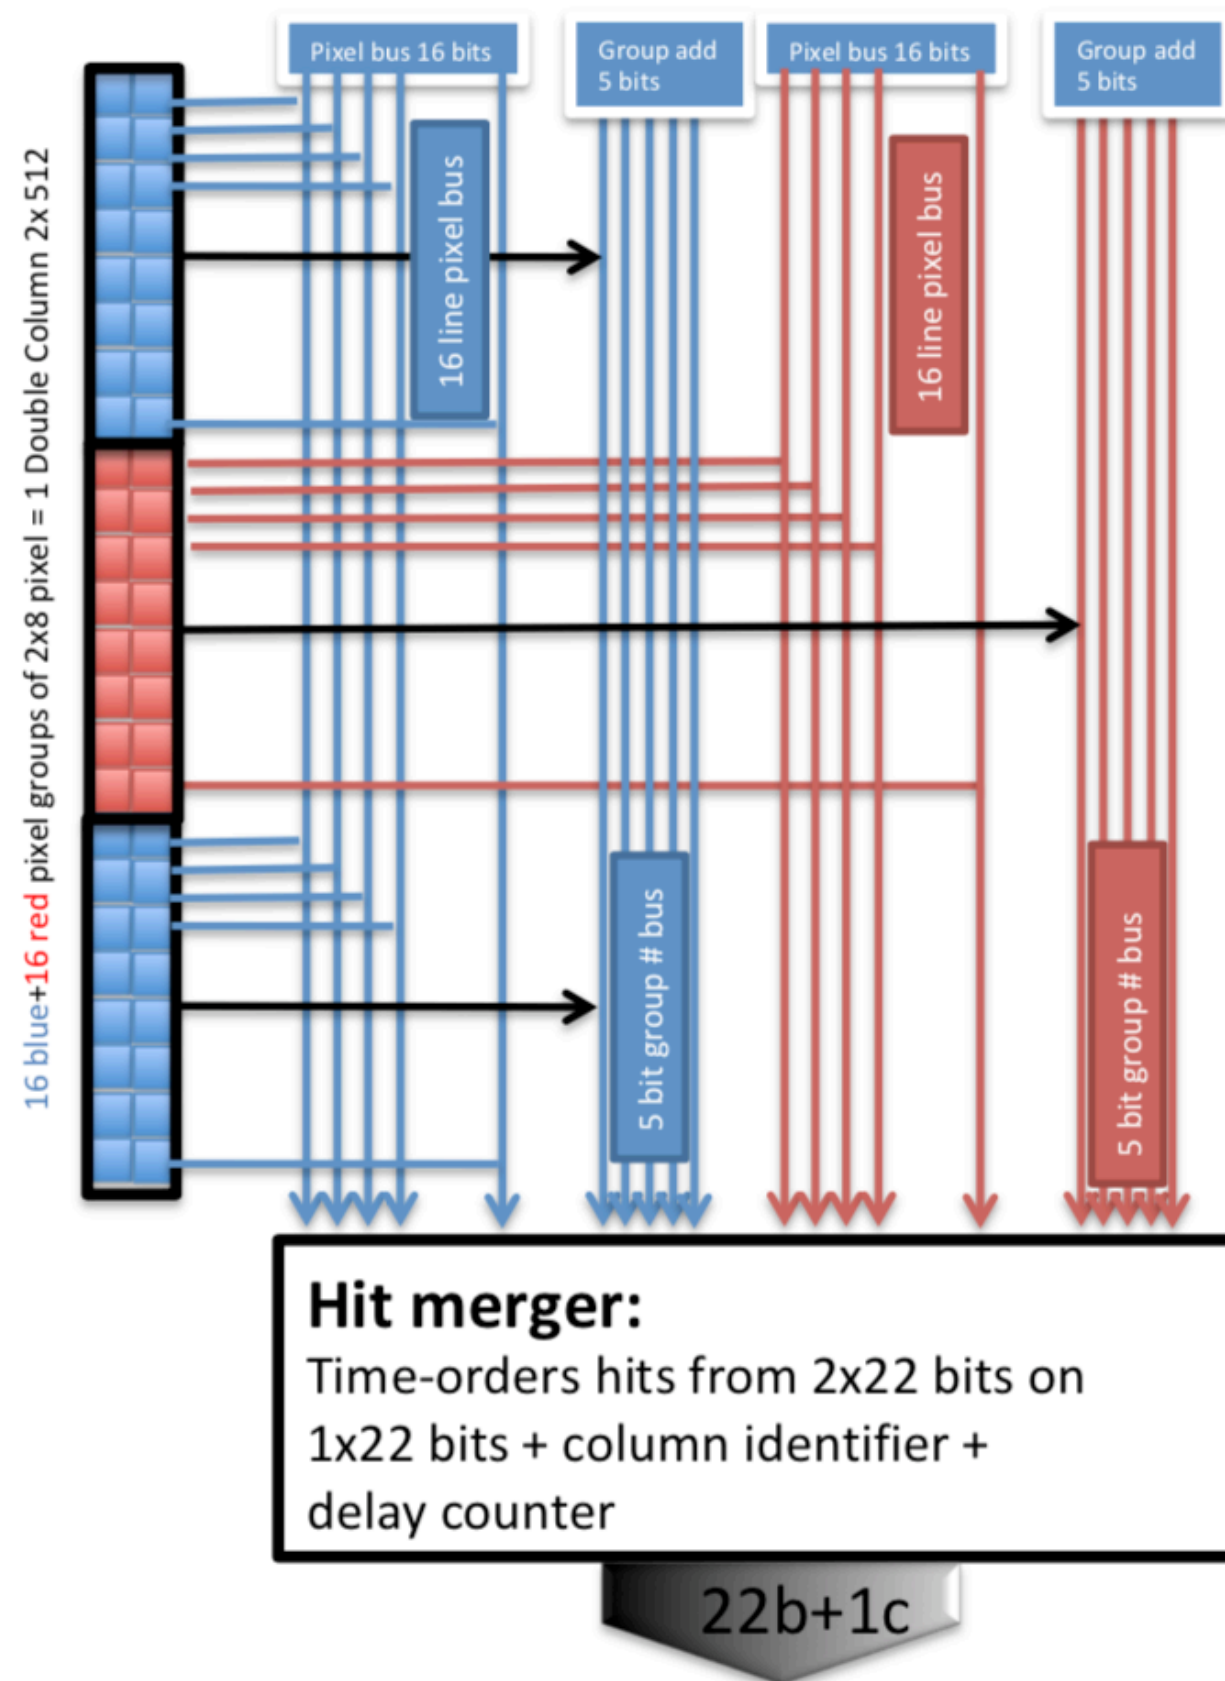 16 blue+16 red pixel groups of 2x8 pixel = 1 Double Column 2x 512
Pixel bus 16 bits
Group add
5 bits
Pixel bus 16 bits
Group add
5 bits
16 line pixel bus
16 line pixel bus
5 bit group # bus
5 bit group # bus
Hit merger:
Time-orders hits from 2x22 bits on
1x22 bits + column identifier +
delay counter
22b+1c